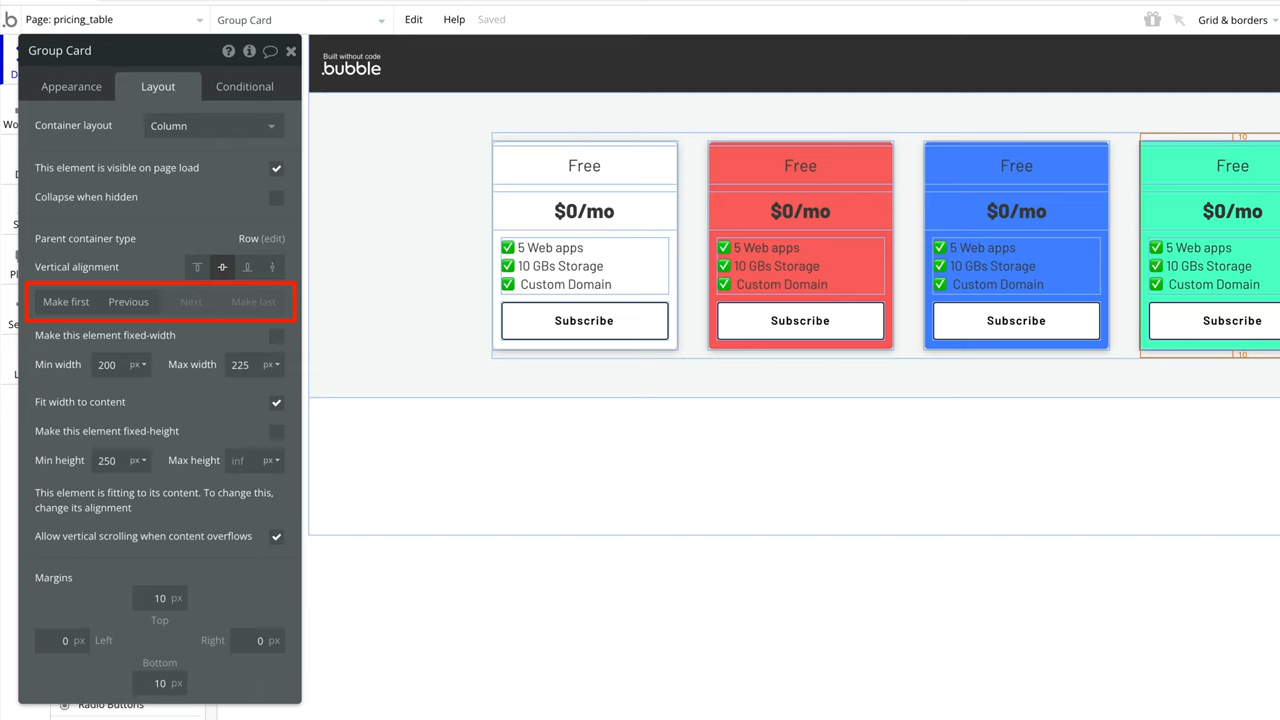 Page: pricing_table
Group Card
Edit
Help
Saved
Grid & borders
Group Card
Appearance
Layout
Conditional
Container layout
Column
This element is visible on page load
Collapse when hidden
Parent container type
Row (edit)
Vertical alignment
Make first
Previous
Next
Make last
Make this element fixed-width
Min width
200 px
Max width
225 px
Fit width to content
Make this element fixed-height
Min height
250 px
Max height
inf px
This element is fitting to its content. To change this,
change its alignment
Allow vertical scrolling when content overflows
Margins
10 px
Top
0 px
Left
Right
0 px
Bottom
10 px
Radio Buttons
Built without code
.bubble
Free
$0/mo
✅ 5 Web apps
✅ 10 GBs Storage
✅ Custom Domain
Subscribe
Free
$0/mo
✅ 5 Web apps
✅ 10 GBs Storage
✅ Custom Domain
Subscribe
Free
$0/mo
✅ 5 Web apps
✅ 10 GBs Storage
✅ Custom Domain
Subscribe
10
Free
$0/mo
✅ 5 Web apps
✅ 10 GBs Storage
✅ Custom Domain
Subscribe
10